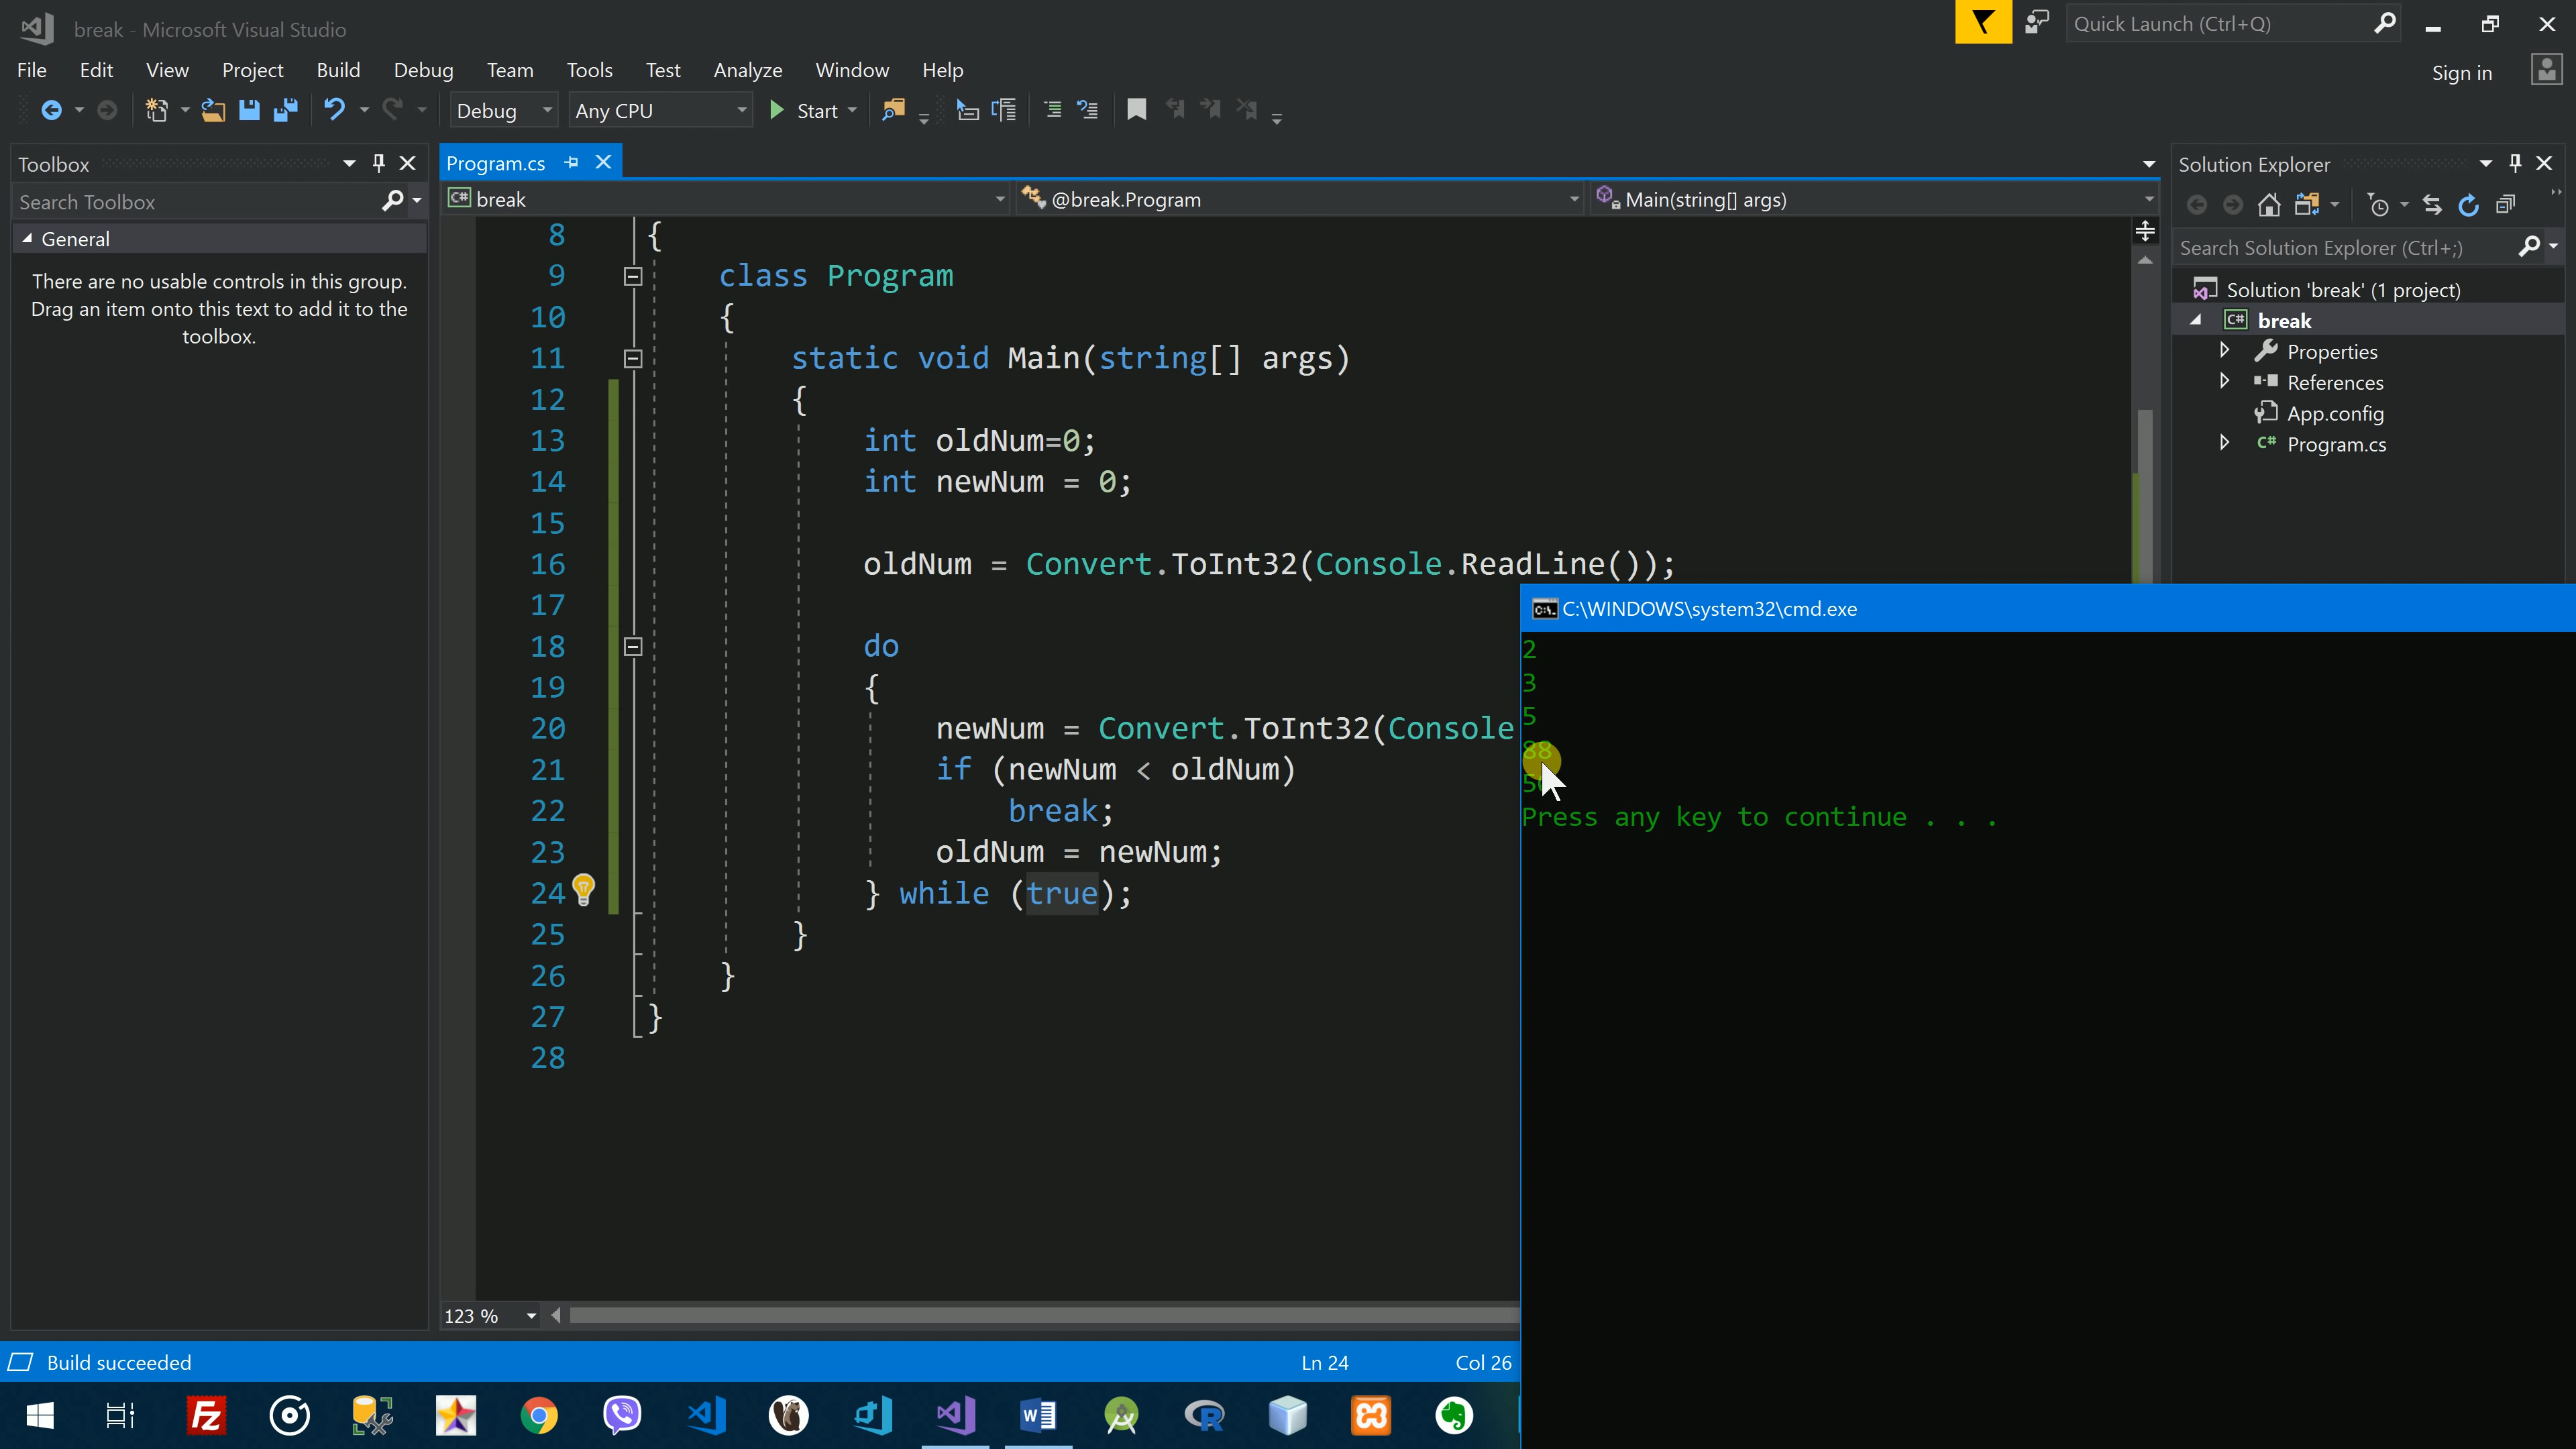 break - Microsoft Visual Studio
Quick Launch (Ctrl+Q)
File Edit View Project Build Debug Team Tools Test Analyze Window Help
Sign in
Debug Any CPU Start
Toolbox
Search Toolbox
General
There are no usable controls in this group.
Drag an item onto this text to add it to the
toolbox.
Program.cs
break @break.Program Main(string[] args)
8 {
9 class Program
10 {
11 static void Main(string[] args)
12 {
13 int oldNum=0;
14 int newNum = 0;
15
16 oldNum = Convert.ToInt32(Console.ReadLine());
17
18 do
19 {
20 newNum = Convert.ToInt32(Console
21 if (newNum < oldNum)
22 break;
23 oldNum = newNum;
24 } while (true);
25 }
26 }
27 }
28
123 %
Solution Explorer
Search Solution Explorer (Ctrl+;)
Solution 'break' (1 project)
C# break
Properties
References
App.config
C# Program.cs
C:\WINDOWS\system32\cmd.exe
2
3
5
88
Press any key to continue . . .
Build succeeded
Ln 24 Col 26